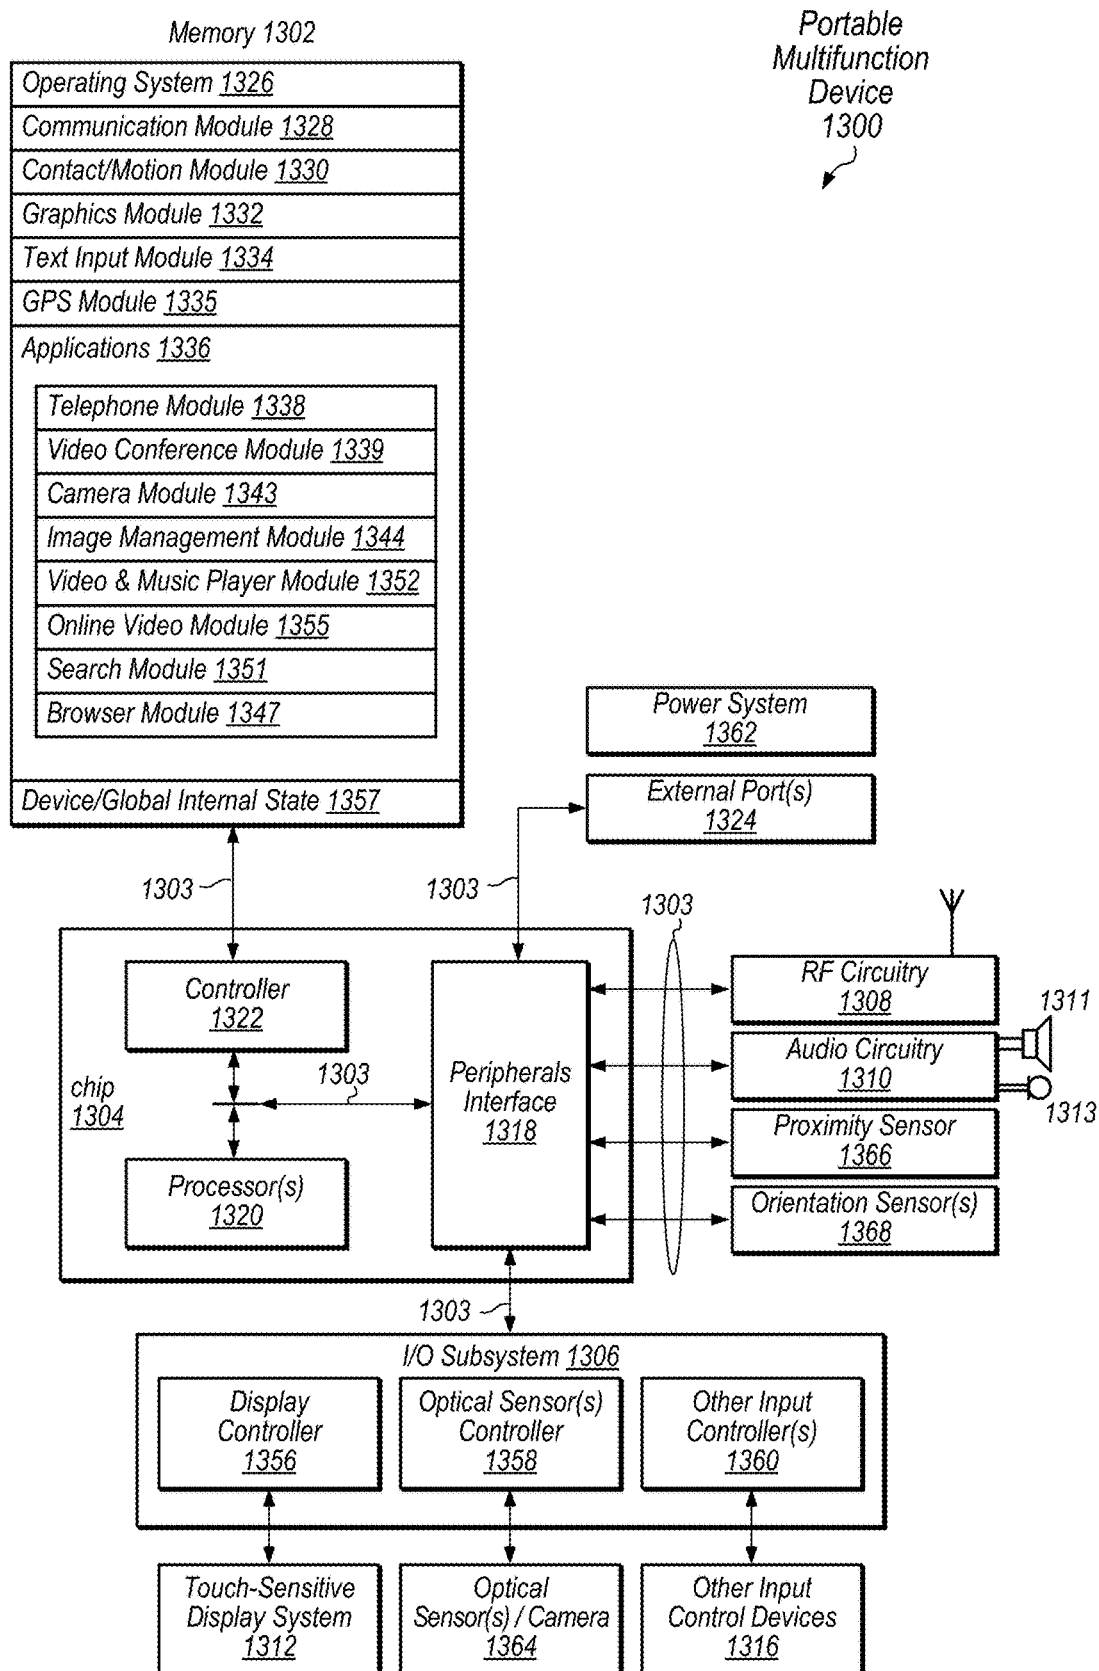 Memory 1302
Portable
Multifunction
Device
1300
Operating System 1326
Communication Module 1328
Contact/Motion Module 1330
Graphics Module 1332
Text Input Module 1334
GPS Module 1335
Applications 1336
Telephone Module 1338
Video Conference Module 1339
Camera Module 1343
Image Management Module 1344
Video & Music Player Module 1352
Online Video Module 1355
Search Module 1351
Browser Module 1347
Device/Global Internal State 1357
Power System
1362
External Port(s)
1324
1303
1303
1303
Controller
1322
chip
1304
1303
Processor(s)
1320
Peripherals
Interface
1318
RF Circuitry
1308
1311
Audio Circuitry
1310
1313
Proximity Sensor
1366
Orientation Sensor(s)
1368
1303
I/O Subsystem 1306
Display
Controller
1356
Optical Sensor(s)
Controller
1358
Other Input
Controller(s)
1360
Touch-Sensitive
Display System
1312
Optical
Sensor(s) / Camera
1364
Other Input
Control Devices
1316